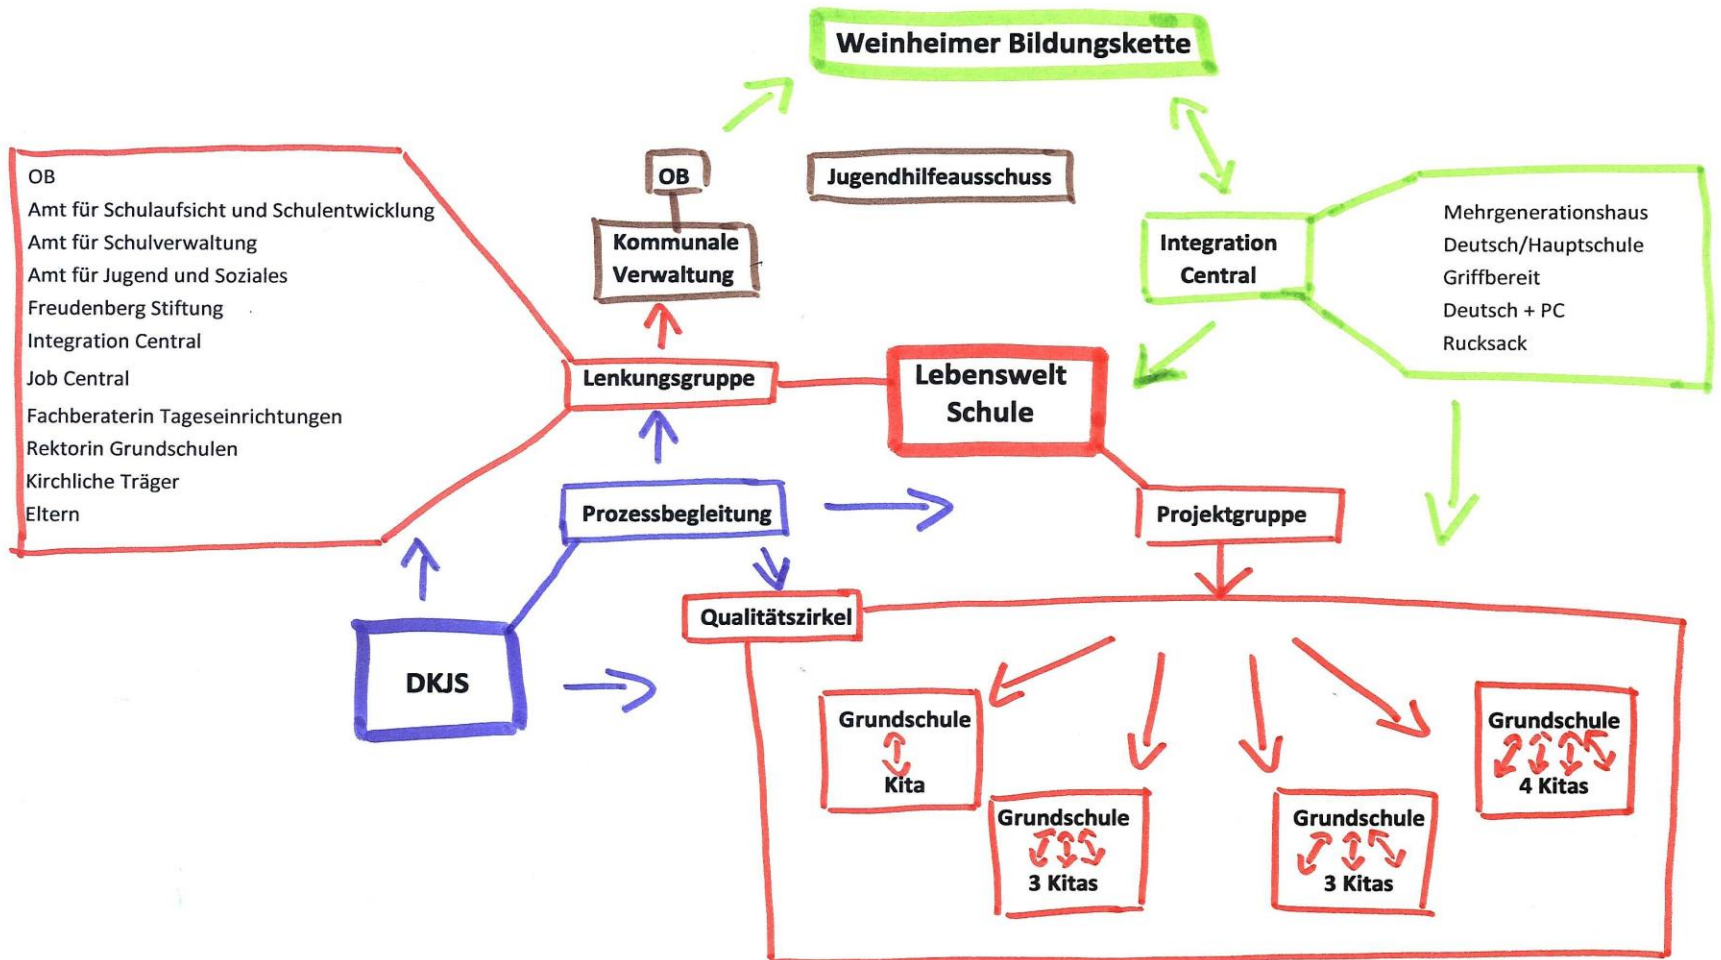 Weinheimer Bildungskette
OB
Amt für Schulaufsicht und Schulentwicklung
Amt für Schulverwaltung
Amt für Jugend und Soziales
Freudenberg Stiftung
Integration Central
Job Central
Fachberaterin Tageseinrichtungen
Rektorin Grundschulen
Kirchliche Träger
Eltern
OB
Kommunale
Verwaltung
Jugendhilfeausschuss
Integration
Central
Mehrgenerationshaus
Deutsch/Hauptschule
Griffbereit
Deutsch + PC
Rucksack
Lenkungsgruppe
Lebenswelt
Schule
Prozessbegleitung
Projektgruppe
DKJS
Qualitätszirkel
Grundschule
Kita
Grundschule
3 Kitas
Grundschule
3 Kitas
Grundschule
4 Kitas